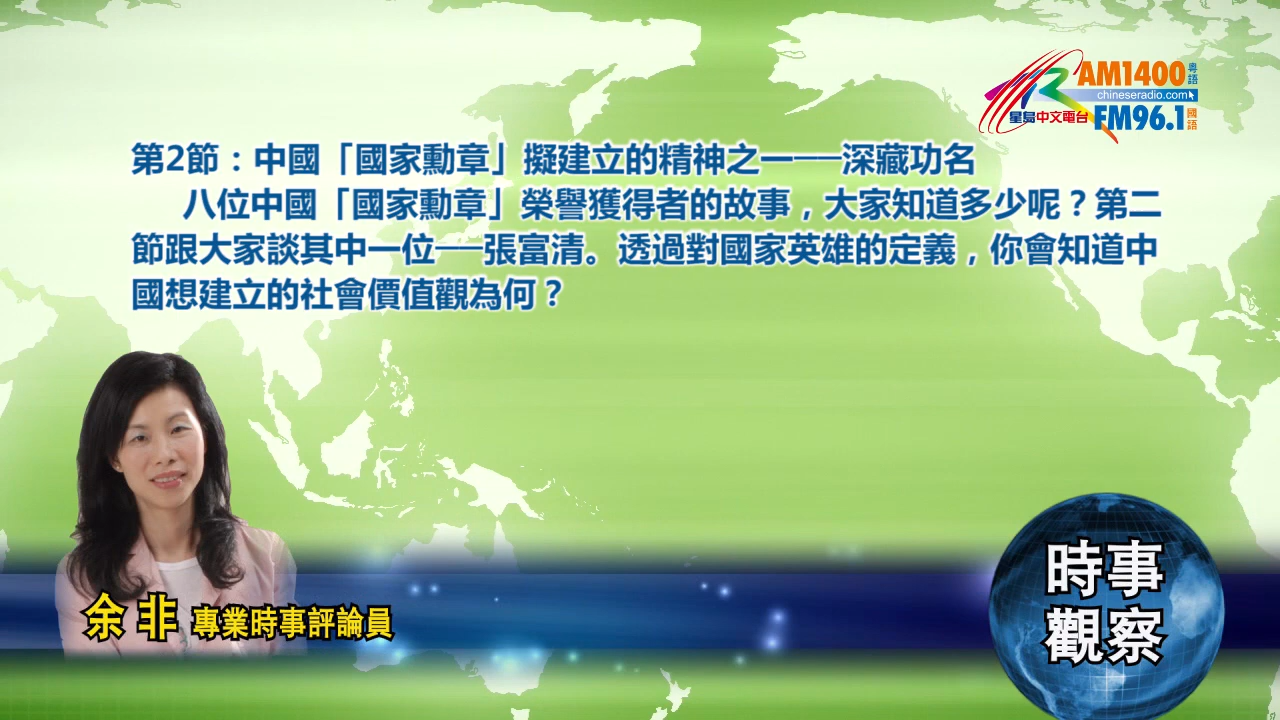 AM1400 粵語
chineseradio.com
星島中文電台 FM96.1 國語
第2節：中國「國家勳章」擬建立的精神之一──深藏功名
八位中國「國家勳章」榮譽獲得者的故事，大家知道多少呢？第二
節跟大家談其中一位──張富清。透過對國家英雄的定義，你會知道中
國想建立的社會價值觀為何？
余非 專業時事評論員
時事
觀察